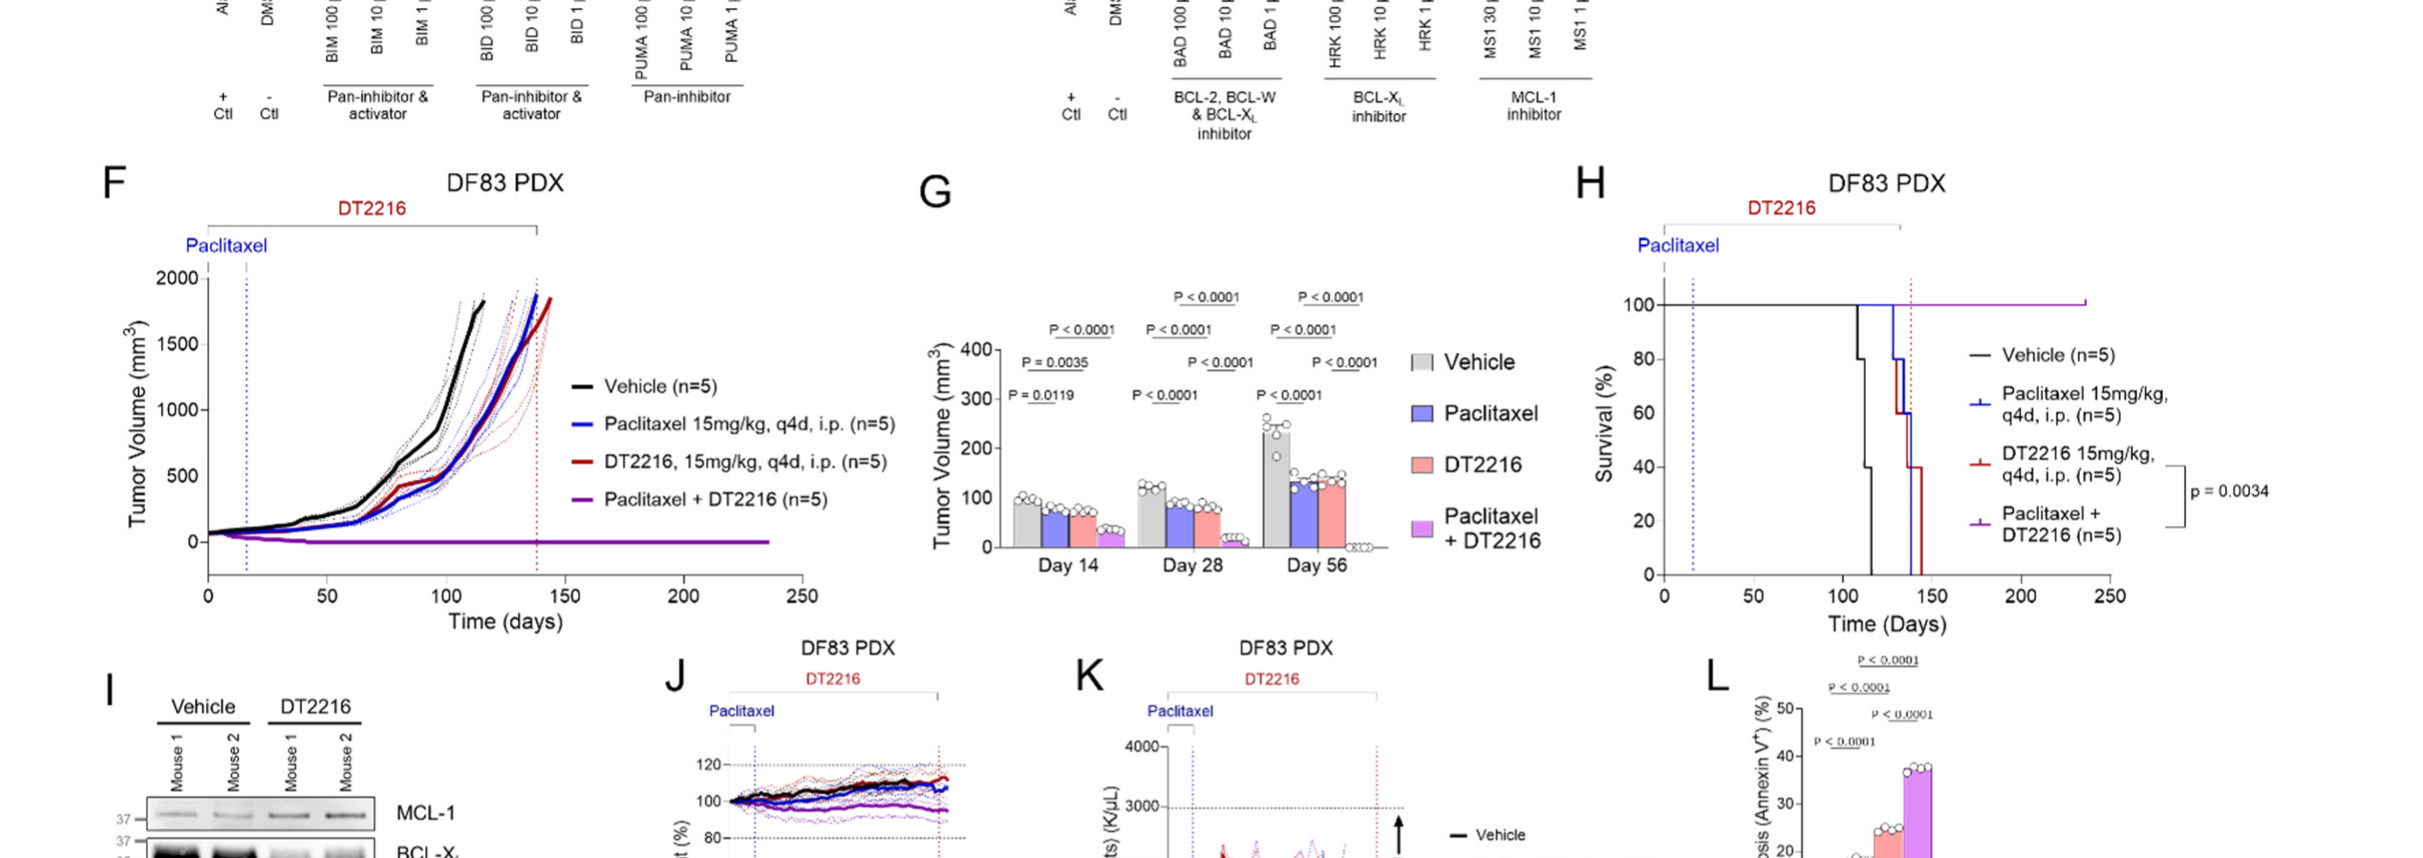 + Ctl
- Ctl
BIM 100
BIM 10
BIM 1
BID 100
BID 10
BID 1
PUMA 100
PUMA 10
PUMA 1
Pan-inhibitor &
activator
Pan-inhibitor &
activator
Pan-inhibitor
+ Ctl
- Ctl
BAD 100
BAD 10
BAD 1
HRK 100
HRK 10
HRK 1
MS1 30
MS1 10
MS1 1
BCL-2, BCL-W
& BCL-XL
inhibitor
BCL-XL
inhibitor
MCL-1
inhibitor
F
DF83 PDX
DT2216
Paclitaxel
Tumor Volume (mm3)
2000
1500
1000
500
0
0 50 100 150 200 250
Time (days)
Vehicle (n=5)
Paclitaxel 15mg/kg, q4d, i.p. (n=5)
DT2216, 15mg/kg, q4d, i.p. (n=5)
Paclitaxel + DT2216 (n=5)
G
P < 0.0001 P < 0.0001
P < 0.0001 P < 0.0001 P < 0.0001
P = 0.0035 P < 0.0001 P < 0.0001
P = 0.0119 P < 0.0001 P < 0.0001
Tumor Volume (mm3)
400
300
200
100
0
Day 14 Day 28 Day 56
Vehicle
Paclitaxel
DT2216
Paclitaxel
+ DT2216
H
DF83 PDX
DT2216
Paclitaxel
Survival (%)
100
80
60
40
20
0
0 50 100 150 200 250
Time (Days)
Vehicle (n=5)
Paclitaxel 15mg/kg,
q4d, i.p. (n=5)
DT2216 15mg/kg,
q4d, i.p. (n=5)
Paclitaxel +
DT2216 (n=5)
p = 0.0034
I
Vehicle DT2216
Mouse 1
Mouse 2
Mouse 1
Mouse 2
37
MCL-1
37
J
DF83 PDX
DT2216
Paclitaxel
120
100
80
(%)
K
DF83 PDX
DT2216
Paclitaxel
4000
3000
(K/μL)
Vehicle
L
P < 0.0001
P < 0.0001
P < 0.0001
P < 0.0001
(Annexin V+) (%)
50
40
30
20